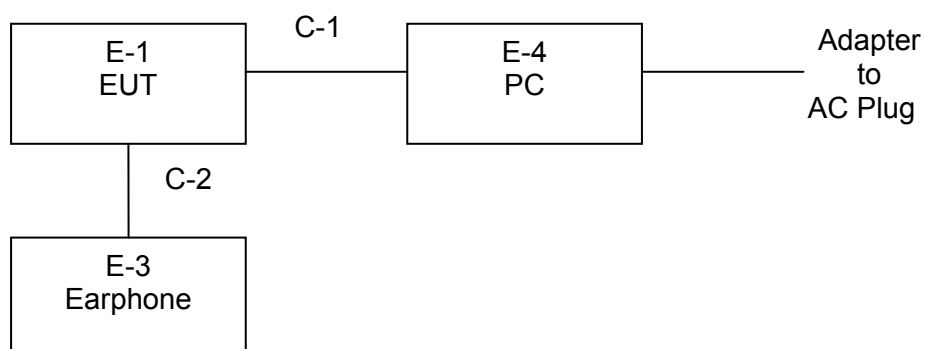 E-1
EUT
C-1
E-4
PC
Adapter
to
AC Plug
C-2
E-3
Earphone